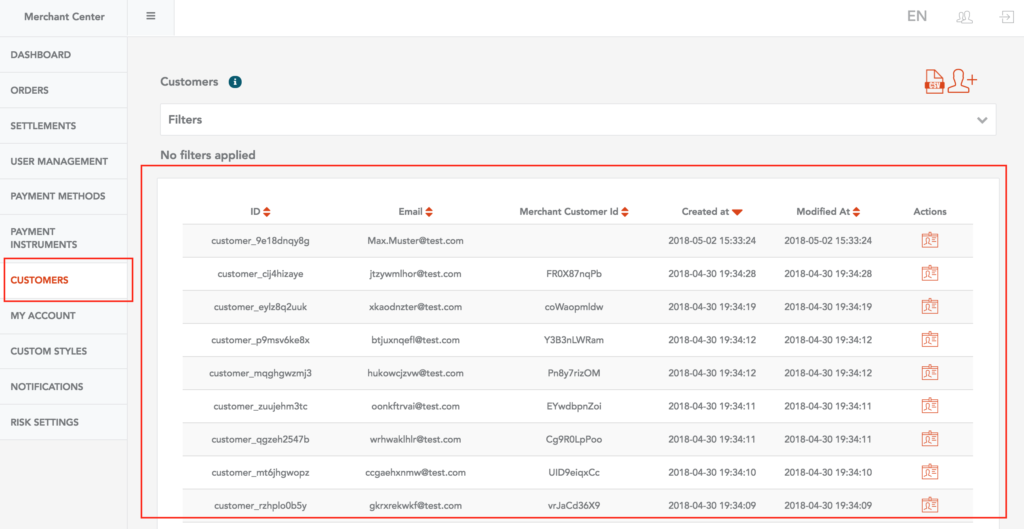 Merchant Center
EN
DASHBOARD
ORDERS
SETTLEMENTS
USER MANAGEMENT
PAYMENT METHODS
PAYMENT
INSTRUMENTS
CUSTOMERS
MY ACCOUNT
CUSTOM STYLES
NOTIFICATIONS
RISK SETTINGS
Customers i
CSV
Filters
No filters applied
ID Email Merchant Customer Id Created at Modified At Actions
customer_9e18dnqy8g Max.Muster@test.com 2018-05-02 15:33:24 2018-05-02 15:33:24
customer_cij4hizaye jtzywmlhor@test.com FR0X87nqPb 2018-04-30 19:34:28 2018-04-30 19:34:28
customer_eylz8q2uuk xkaodnzter@test.com coWaopmldw 2018-04-30 19:34:19 2018-04-30 19:34:19
customer_p9msv6ke8x btjuxnqefl@test.com Y3B3nLWRam 2018-04-30 19:34:12 2018-04-30 19:34:12
customer_mqghgwzmj3 hukowcjzvw@test.com Pn8y7rizOM 2018-04-30 19:34:12 2018-04-30 19:34:12
customer_zuujehm3tc oonkftrvai@test.com EYwdbpnZoi 2018-04-30 19:34:11 2018-04-30 19:34:11
customer_qgzeh2547b wrhwaklhlr@test.com Cg9R0LpPoo 2018-04-30 19:34:11 2018-04-30 19:34:11
customer_mt6jhgwopz ccgaehxnmw@test.com UID9eiqxCc 2018-04-30 19:34:10 2018-04-30 19:34:10
customer_rzhplo0b5y gkrxrekwkf@test.com vrJaCd36X9 2018-04-30 19:34:09 2018-04-30 19:34:09